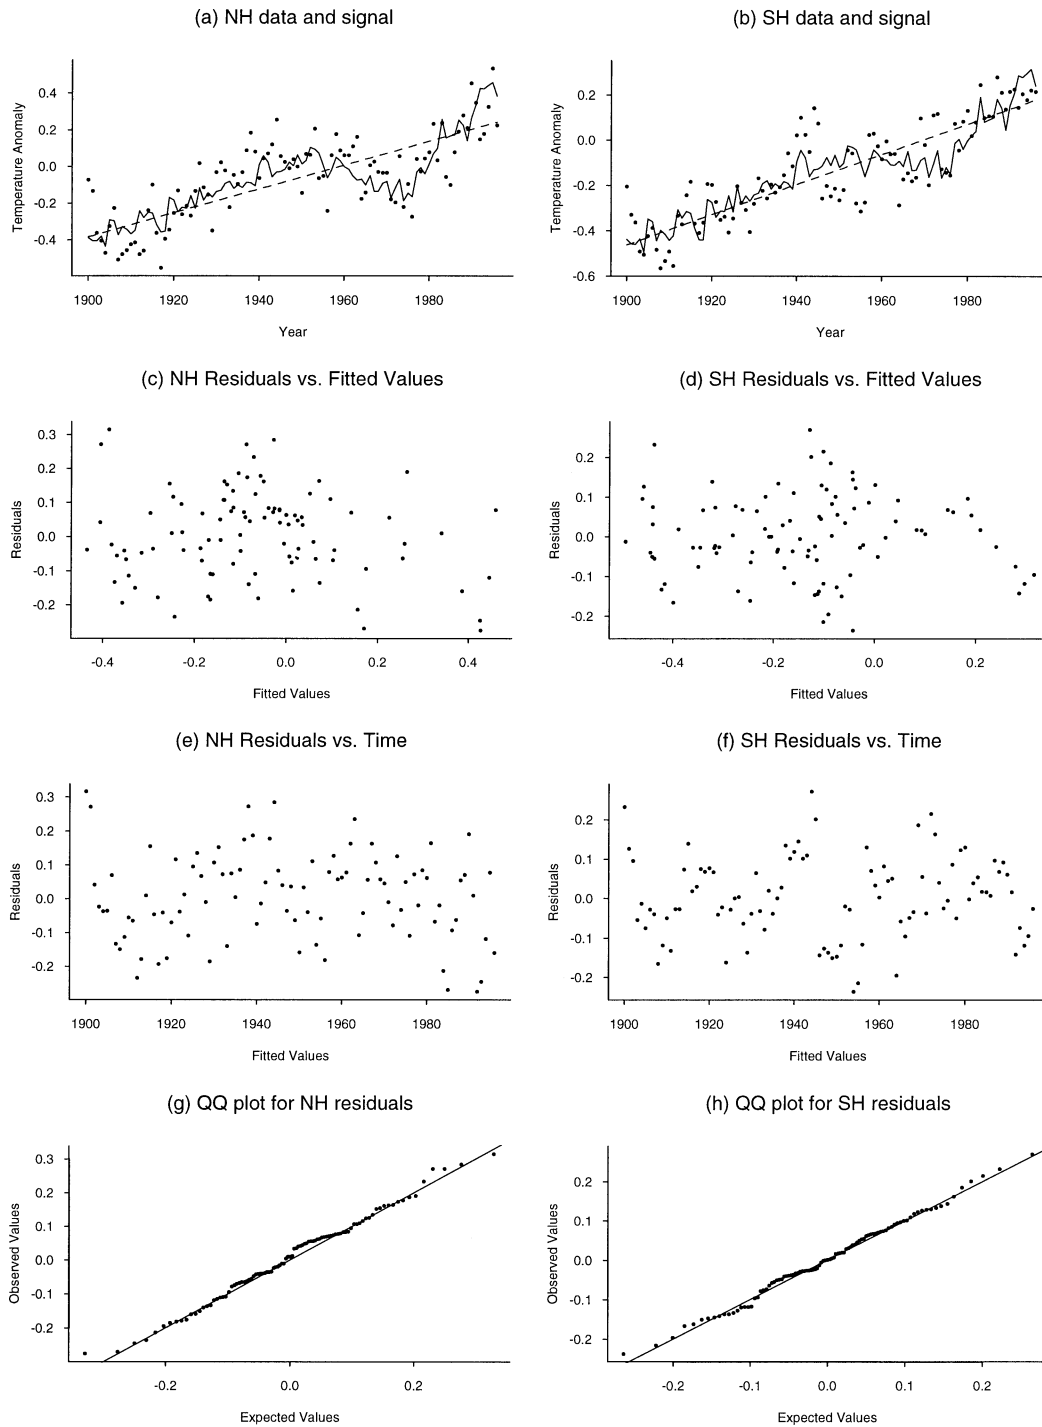 (a) NH data and signal
Temperature Anomaly
0.4
0.2
0.0
-0.2
-0.4
1900 1920 1940 1960 1980
Year
(b) SH data and signal
Temperature Anomaly
0.2
0.0
-0.2
-0.4
-0.6
1900 1920 1940 1960 1980
Year
(c) NH Residuals vs. Fitted Values
Residuals
0.3
0.2
0.1
0.0
-0.1
-0.2
-0.4 -0.2 0.0 0.2 0.4
Fitted Values
(d) SH Residuals vs. Fitted Values
Residuals
0.2
0.1
0.0
-0.1
-0.2
-0.4 -0.2 0.0 0.2
Fitted Values
(e) NH Residuals vs. Time
Residuals
0.3
0.2
0.1
0.0
-0.1
-0.2
1900 1920 1940 1960 1980
Fitted Values
(f) SH Residuals vs. Time
Residuals
0.2
0.1
0.0
-0.1
-0.2
1900 1920 1940 1960 1980
Fitted Values
(g) QQ plot for NH residuals
Observed Values
0.3
0.2
0.1
0.0
-0.1
-0.2
-0.2 0.0 0.2
Expected Values
(h) QQ plot for SH residuals
Observed Values
0.2
0.1
0.0
-0.1
-0.2
-0.2 -0.1 0.0 0.1 0.2
Expected Values